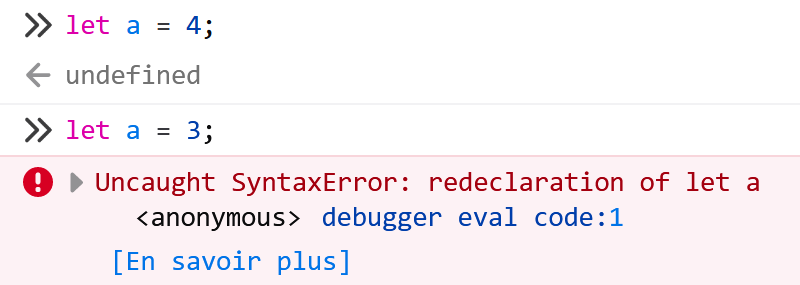 let a = 4;
undefined
let a = 3;
Uncaught SyntaxError: redeclaration of let a
<anonymous> debugger eval code:1
[En savoir plus]